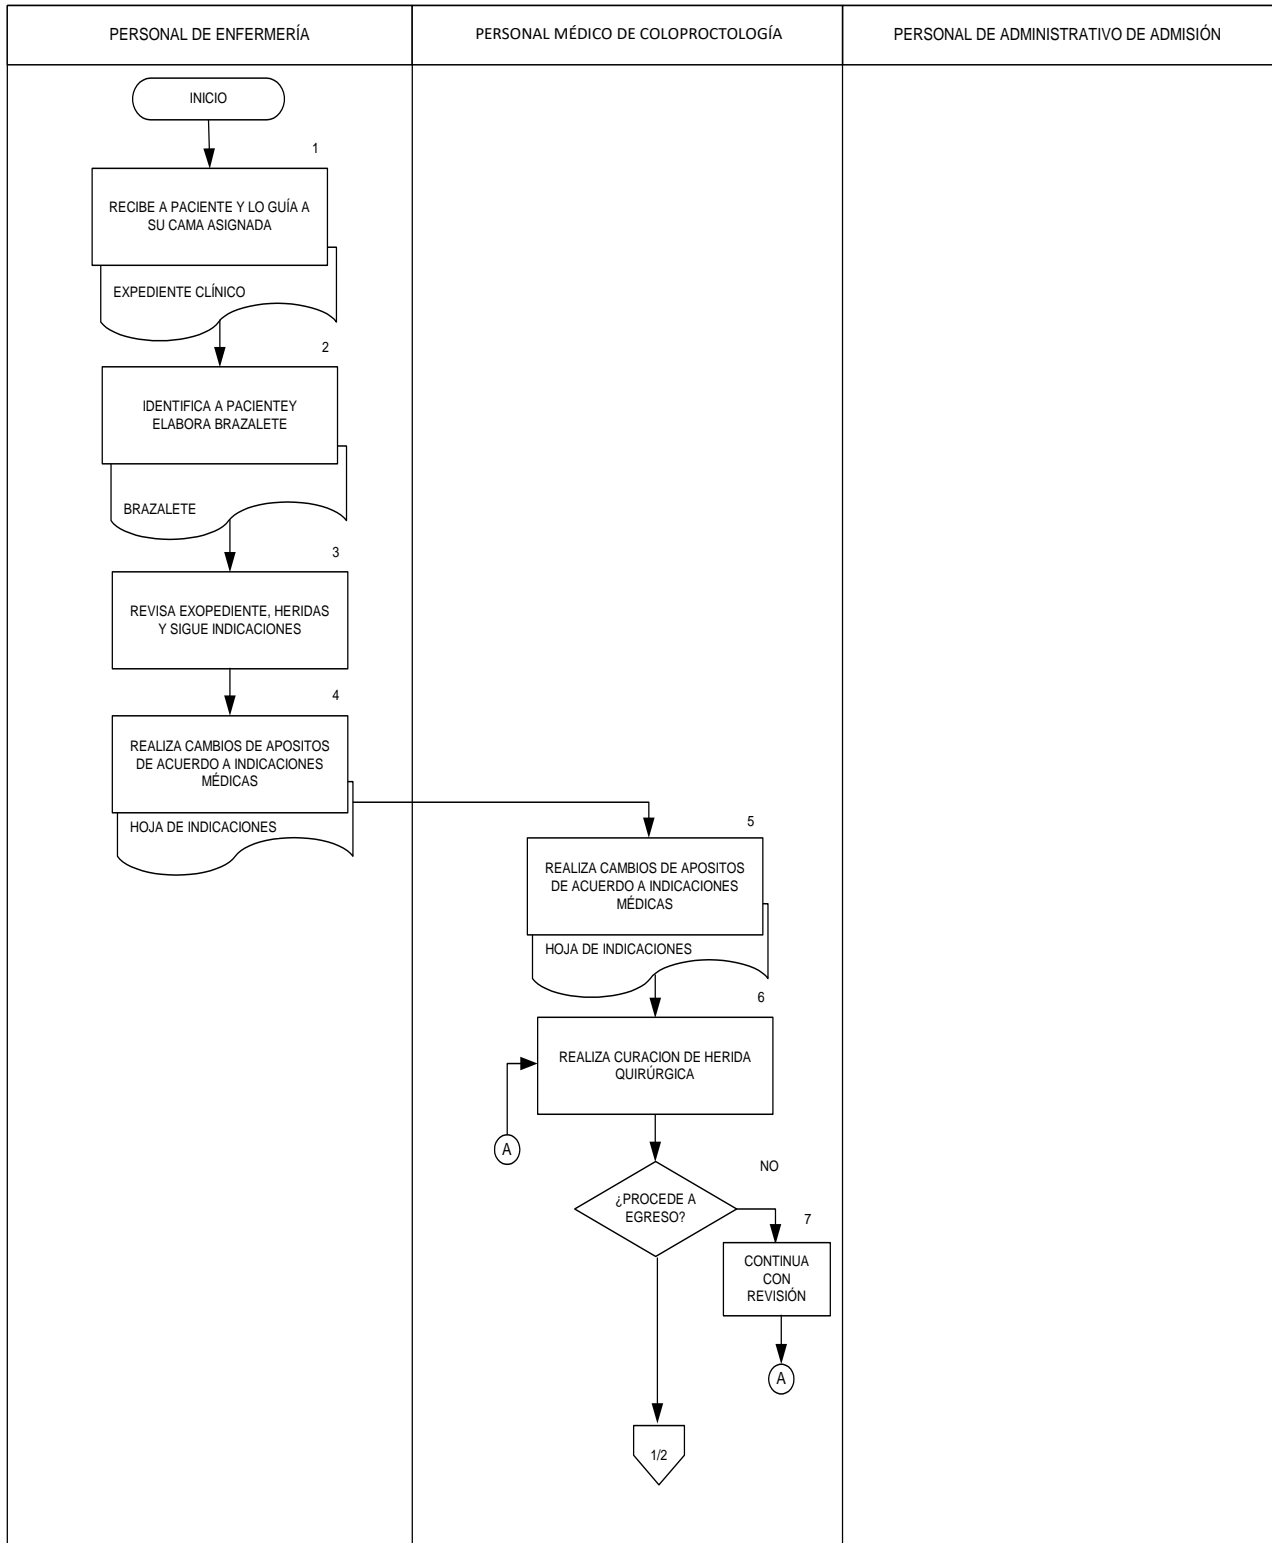 PERSONAL DE ENFERMERÍA
PERSONAL MÉDICO DE COLOPROCTOLOGÍA
PERSONAL DE ADMINISTRATIVO DE ADMISIÓN
INICIO
1
RECIBE A PACIENTE Y LO GUÍA A
SU CAMA ASIGNADA
EXPEDIENTE CLÍNICO
2
IDENTIFICA A PACIENTEY
ELABORA BRAZALETE
BRAZALETE
3
REVISA EXOPEDIENTE, HERIDAS
Y SIGUE INDICACIONES
4
REALIZA CAMBIOS DE APOSITOS
DE ACUERDO A INDICACIONES
MÉDICAS
HOJA DE INDICACIONES
5
REALIZA CAMBIOS DE APOSITOS
DE ACUERDO A INDICACIONES
MÉDICAS
HOJA DE INDICACIONES
6
REALIZA CURACION DE HERIDA
QUIRÚRGICA
A
¿PROCEDE A
EGRESO?
NO
7
CONTINUA
CON
REVISIÓN
A
1/2